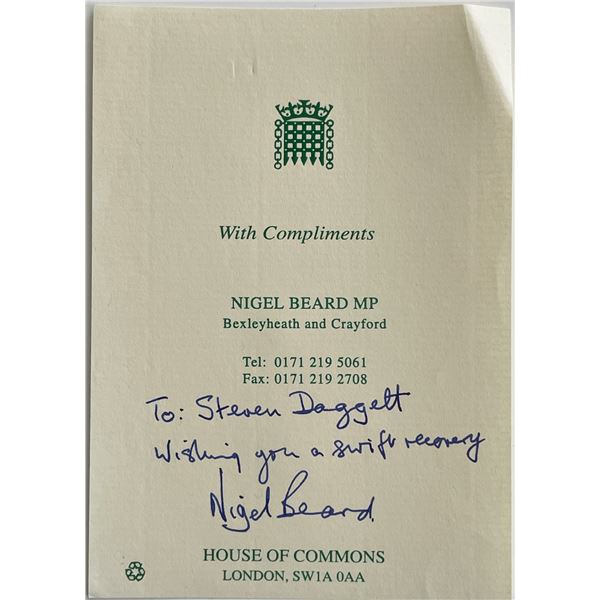 With Compliments
NIGEL BEARD MP
Bexleyheath and Crayford
Tel: 0171 219 5061
Fax: 0171 219 2708
To: Steven Daggett
Wishing you a swift recovery
Nigel Beard
HOUSE OF COMMONS
LONDON, SW1A 0AA